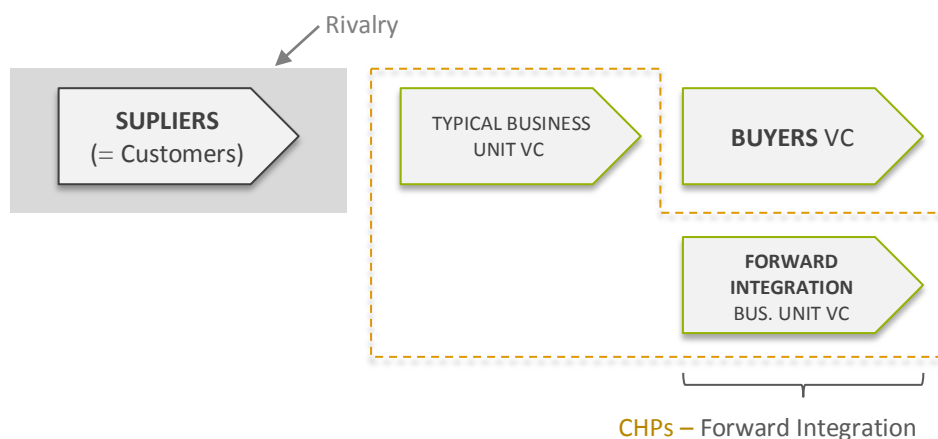 Rivalry
SUPLIERS
(= Customers)
TYPICAL BUSINESS
UNIT VC
BUYERS VC
FORWARD
INTEGRATION
BUS. UNIT VC
CHPs – Forward Integration